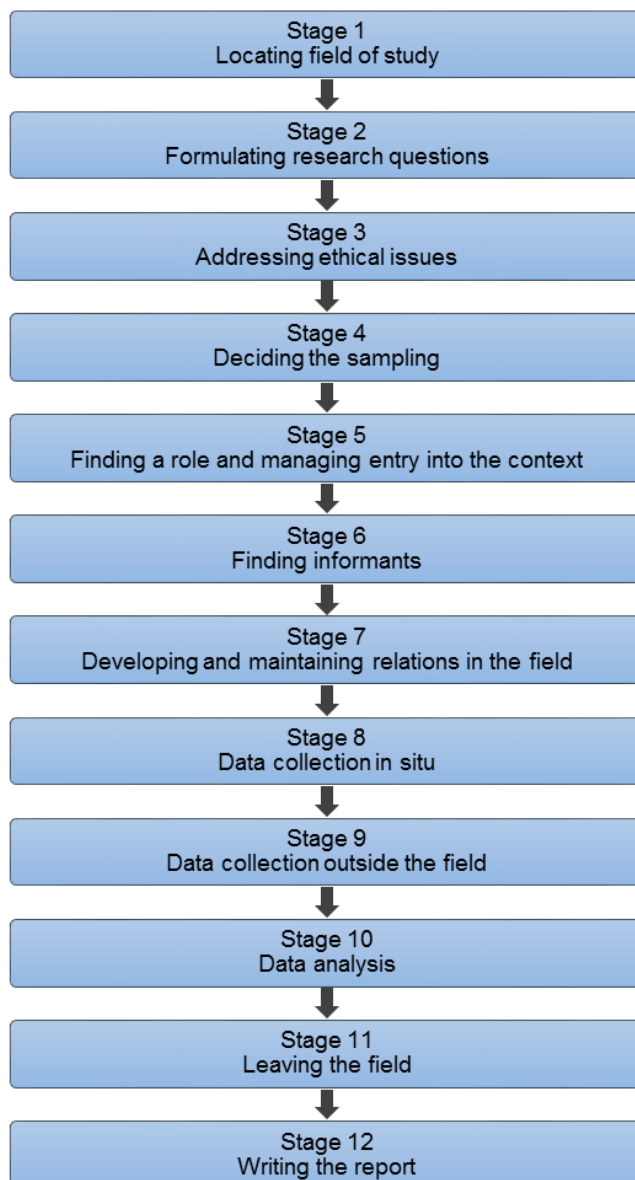 Stage 1
Locating field of study
Stage 2
Formulating research questions
Stage 3
Addressing ethical issues
Stage 4
Deciding the sampling
Stage 5
Finding a role and managing entry into the context
Stage 6
Finding informants
Stage 7
Developing and maintaining relations in the field
Stage 8
Data collection in situ
Stage 9
Data collection outside the field
Stage 10
Data analysis
Stage 11
Leaving the field
Stage 12
Writing the report